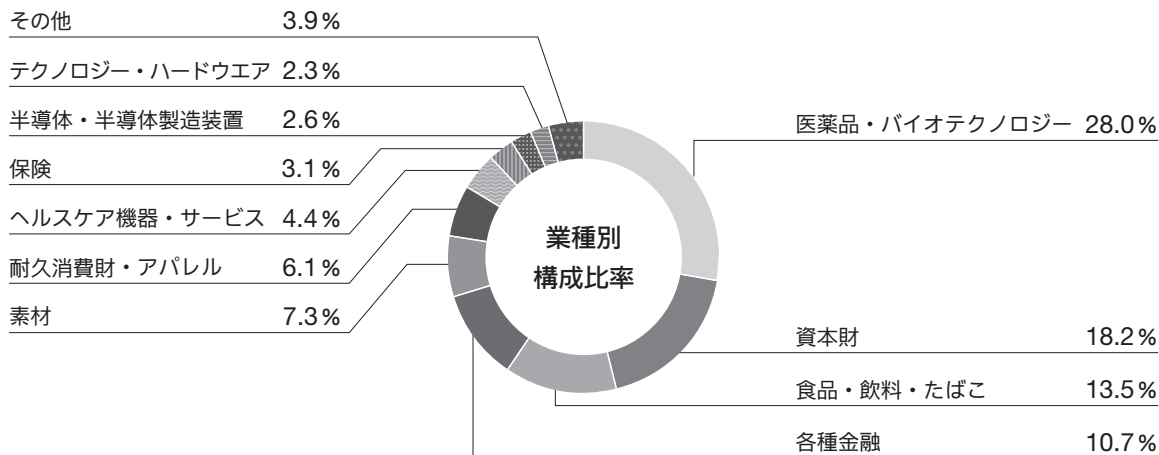 その他 3.9%
テクノロジー・ハードウエア 2.3%
半導体・半導体製造装置 2.6%
保険 3.1%
ヘルスケア機器・サービス 4.4%
耐久消費財・アパレル 6.1%
素材 7.3%
業種別
構成比率
医薬品・バイオテクノロジー 28.0%
資本財 18.2%
食品・飲料・たばこ 13.5%
各種金融 10.7%